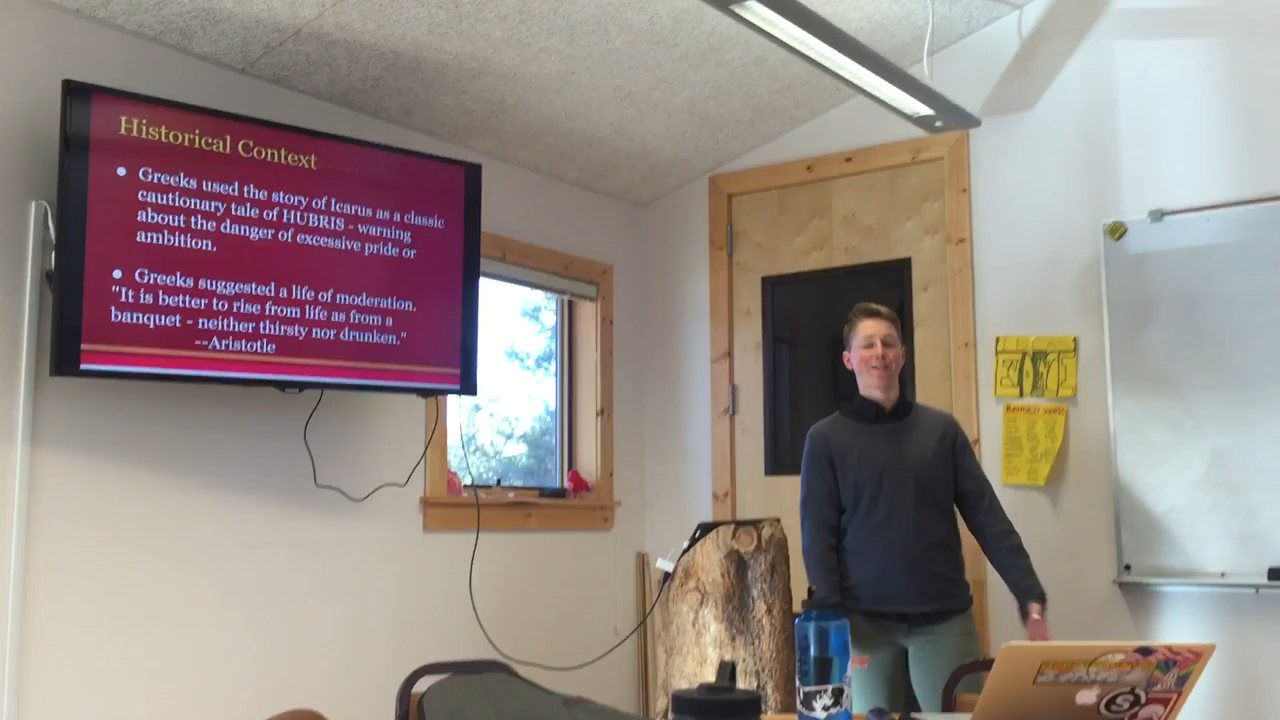 Historical Context
• Greeks used the story of Icarus as a classic
cautionary tale of HUBRIS - warning
about the danger of excessive pride or
ambition.
• Greeks suggested a life of moderation.
"It is better to rise from life as from a
banquet - neither thirsty nor drunken."
--Aristotle